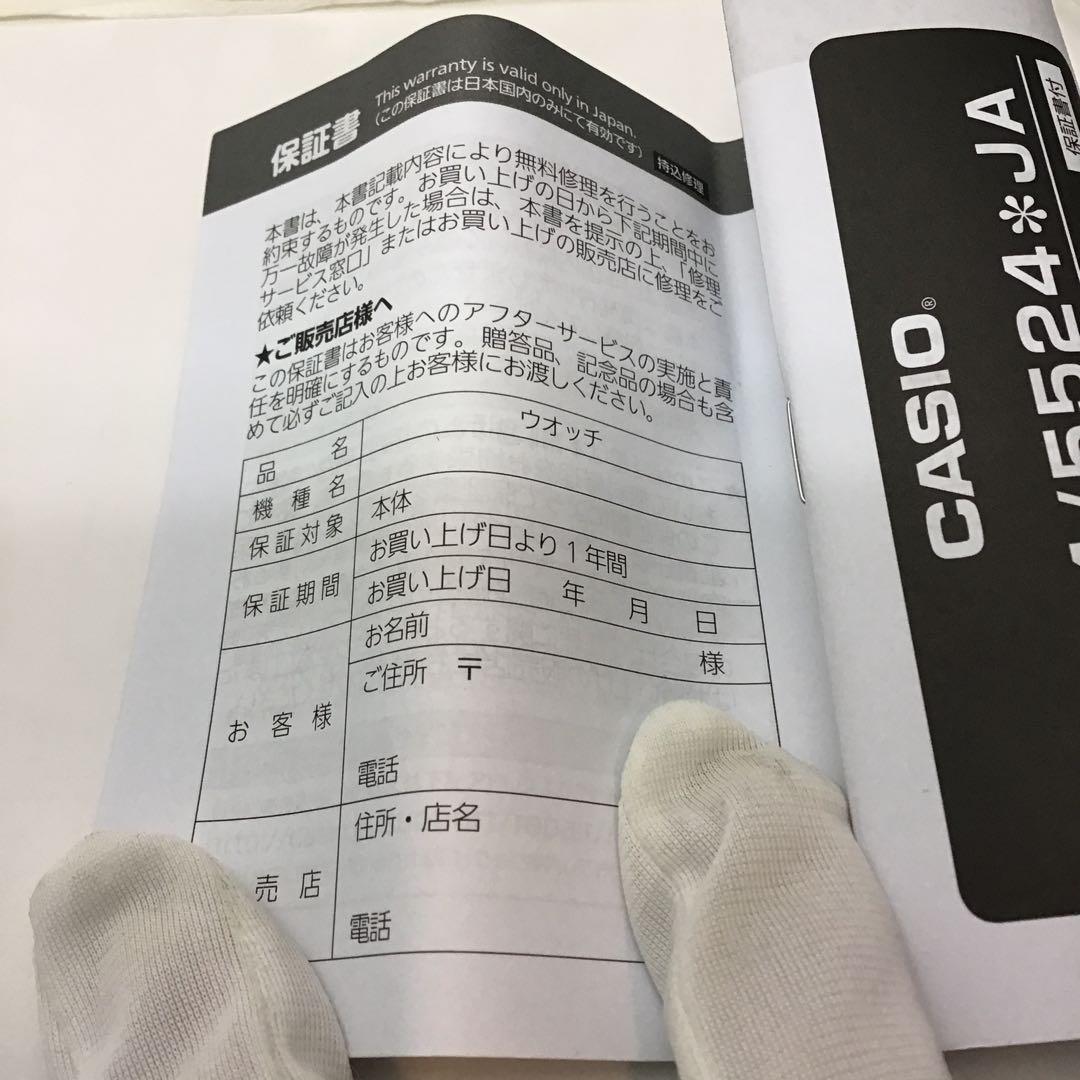 保証書
This warranty is valid only in Japan.
(この保証書は日本国内のみにて有効です)
持込修理
本書は、本書記載内容により無料修理を行うことをお
約束するものです。お買い上げの日から下記期間中に
万一故障が発生した場合は、本書を提示の上、「修理
サービス窓口」またはお買い上げの販売店に修理をご
依頼ください。
★ご販売店様へ
この保証書はお客様へのアフターサービスの実施と責
任を明確にするものです。贈答品、記念品の場合も含
めて必ずご記入の上お客様にお渡しください。
品名 ウオッチ
機種名
保証対象 本体
保証期間 お買い上げ日より1年間
お買い上げ日 年 月 日
お客様 お名前 様
ご住所 〒
電話
売店 住所・店名
電話
CASIO®
5524*JA
保証書付